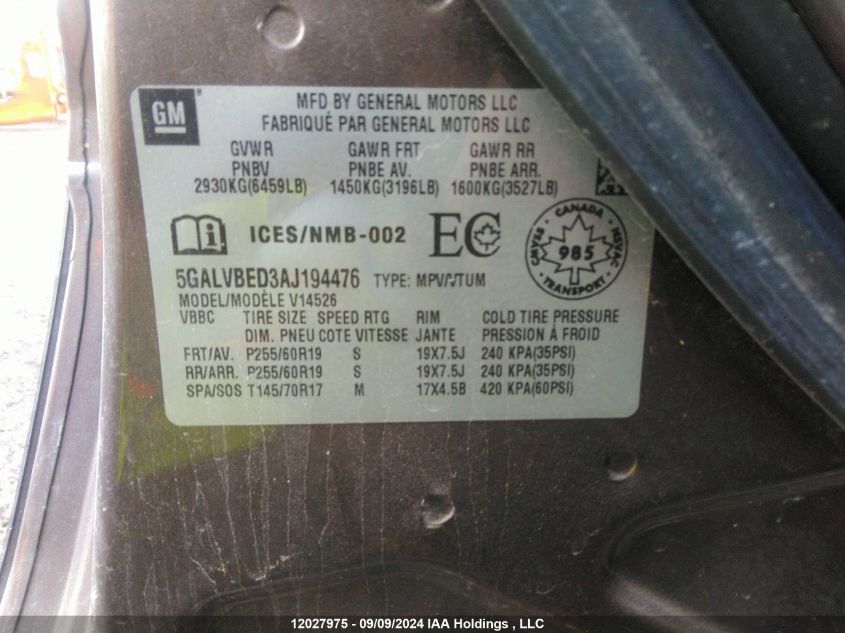 GM
MFD BY GENERAL MOTORS LLC
FABRIQUÉ PAR GENERAL MOTORS LLC
GVWR GAWR FRT GAWR RR
PNBV PNBE AV. PNBE ARR.
2930KG(6459LB) 1450KG(3196LB) 1600KG(3527LB)
ICES/NMB-002 EC
CANADA
CMVSS 985 NSVAC
5GALVBED3AJ194476 TYPE: MPV/VTUM
MODEL/MODÈLE V14526
VBBC TIRE SIZE SPEED RTG RIM COLD TIRE PRESSURE
DIM. PNEU COTE VITESSE JANTE PRESSION À FROID
FRT/AV. P255/60R19 S 19X7.5J 240 KPA(35PSI)
RR/ARR. P255/60R19 S 19X7.5J 240 KPA(35PSI)
SPA/SOS T145/70R17 M 17X4.5B 420 KPA(60PSI)
12027975 - 09/09/2024 IAA Holdings , LLC